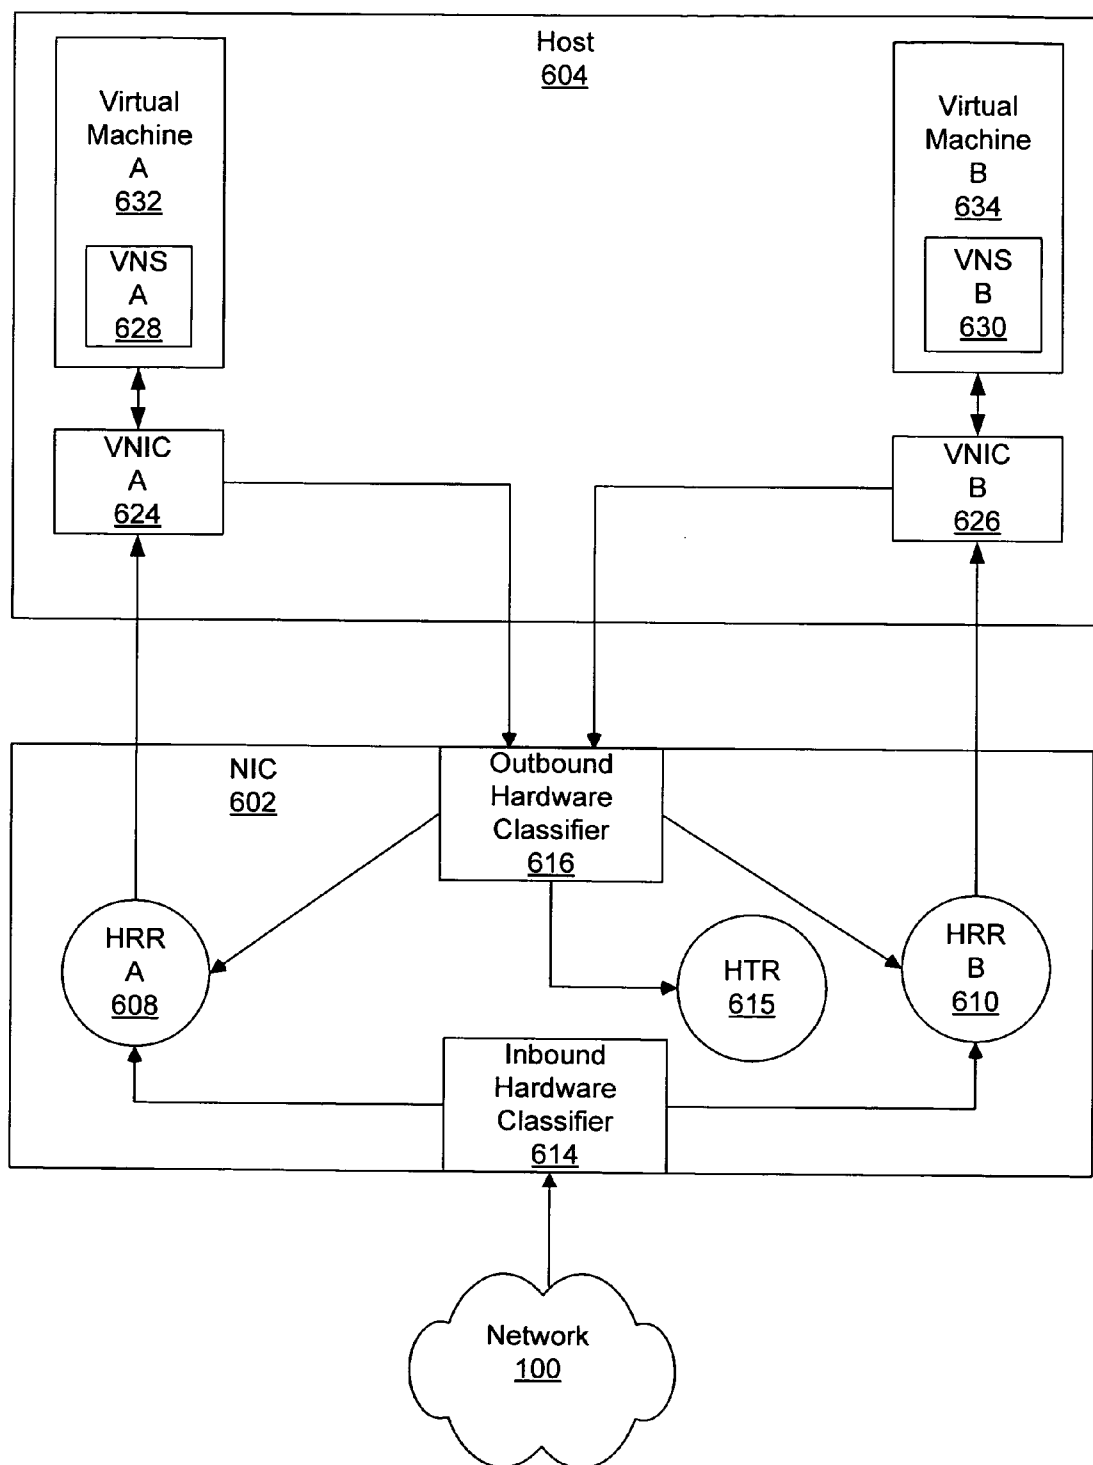 Host
604
Virtual
Machine
A
632
VNS
A
628
Virtual
Machine
B
634
VNS
B
630
VNIC
A
624
VNIC
B
626
NIC
602
Outbound
Hardware
Classifier
616
HRR
A
608
HTR
615
HRR
B
610
Inbound
Hardware
Classifier
614
Network
100